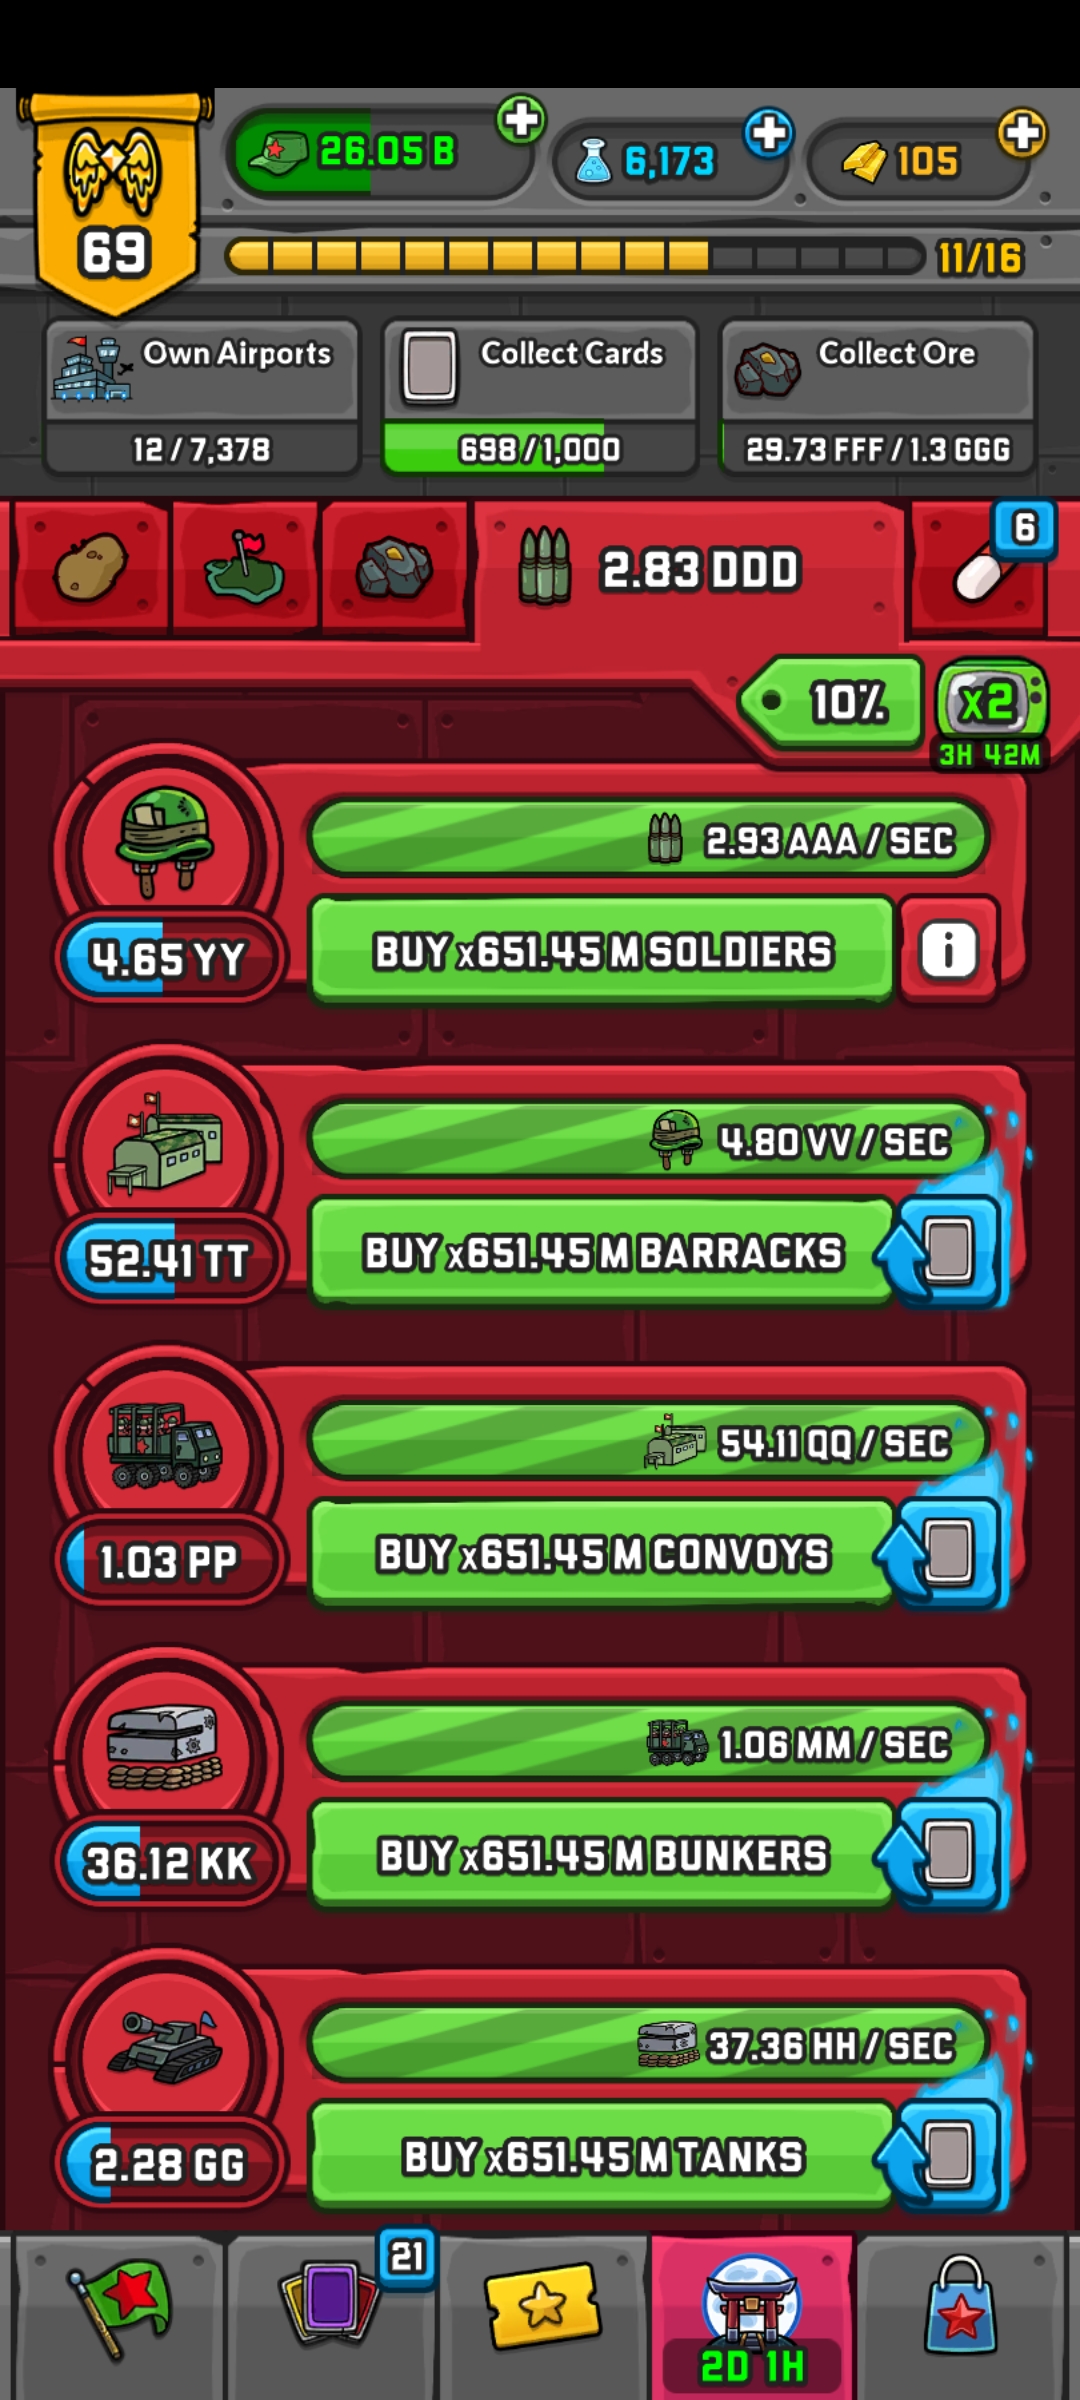 69
26.05 B
6,173
105
11/16
Own Airports
12 / 7,378
Collect Cards
698 / 1,000
Collect Ore
29.73 FFF / 1.3 GGG
2.83 DDD
6
10%
x2
3H 42M
2.93 AAA / SEC
4.65 YY
BUY x651.45 M SOLDIERS
i
4.80 VV / SEC
52.41 TT
BUY x651.45 M BARRACKS
54.11 QQ / SEC
1.03 PP
BUY x651.45 M CONVOYS
1.06 MM / SEC
36.12 KK
BUY x651.45 M BUNKERS
37.36 HH / SEC
2.28 GG
BUY x651.45 M TANKS
21
2D 1H